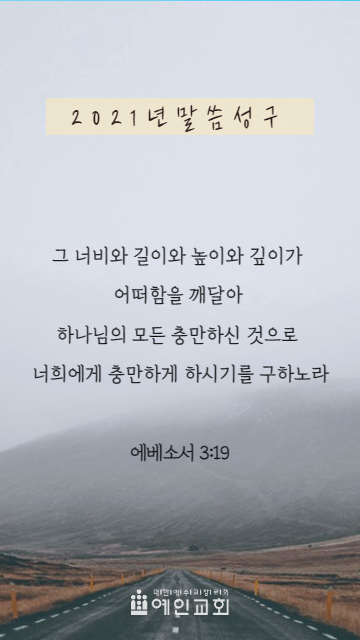 2021년말씀성구
그 너비와 길이와 높이와 깊이가
어떠함을 깨달아
하나님의 모든 충만하신 것으로
너희에게 충만하게 하시기를 구하노라
에베소서 3:19
예인교회